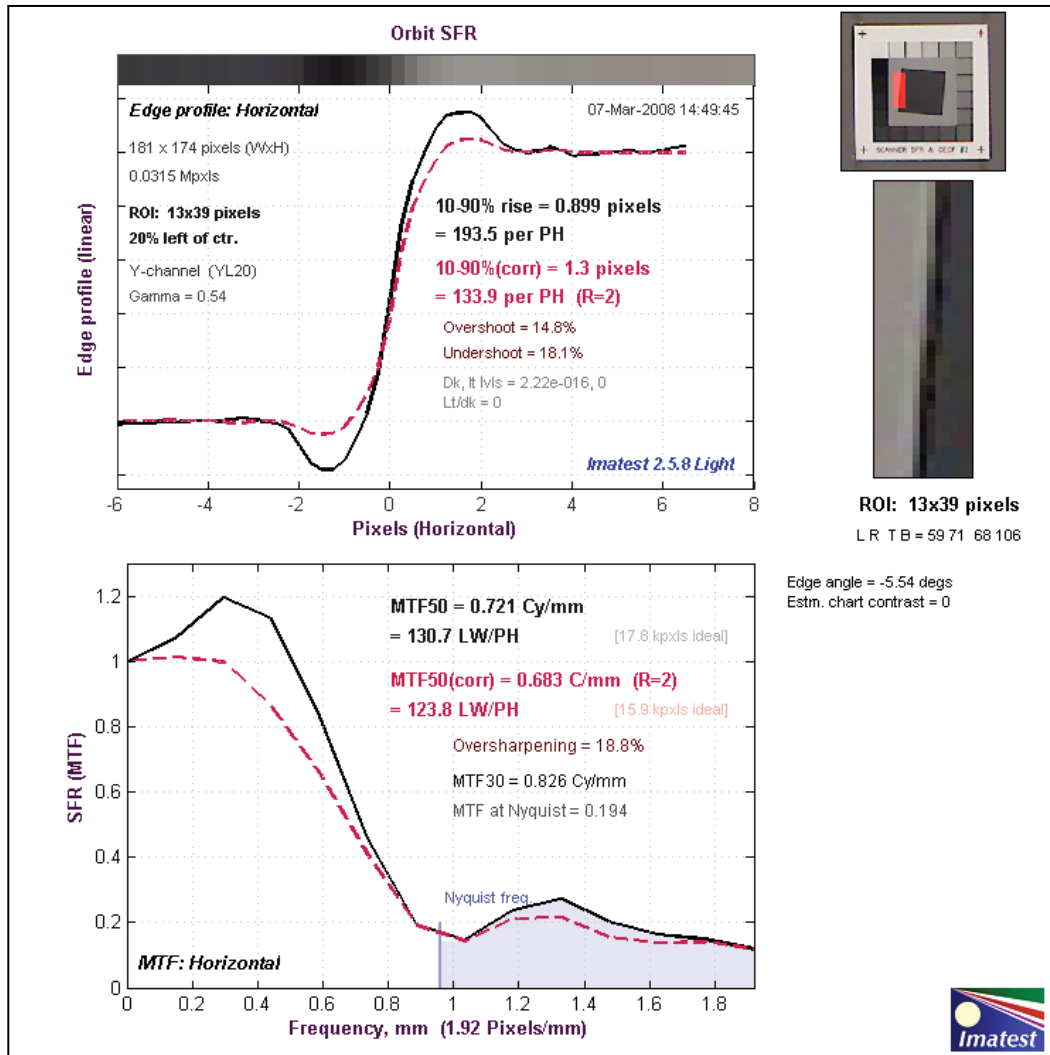 Orbit SFR
Edge profile: Horizontal
07-Mar-2008 14:49:45
181 x 174 pixels (WxH)
0.0315 Mpxls
ROI: 13x39 pixels
20% left of ctr.
Y-channel (YL20)
Gamma = 0.54
10-90% rise = 0.899 pixels
= 193.5 per PH
10-90%(corr) = 1.3 pixels
= 133.9 per PH (R=2)
Overshoot = 14.8%
Undershoot = 18.1%
Dk, lt lvls = 2.22e-016, 0
Lt/dk = 0
Imatest 2.5.8 Light
Edge profile (linear)
-6 -4 -2 0 2 4 6 8
Pixels (Horizontal)
SCANNER SFR & OECF #2
ROI: 13x39 pixels
L R T B = 59 71 68 106
Edge angle = -5.54 degs
Estm. chart contrast = 0
MTF50 = 0.721 Cy/mm
= 130.7 LW/PH
[17.8 kpxls ideal]
MTF50(corr) = 0.683 C/mm (R=2)
= 123.8 LW/PH
[15.9 kpxls ideal]
Oversharpening = 18.8%
MTF30 = 0.826 Cy/mm
MTF at Nyquist = 0.194
Nyquist freq.
MTF: Horizontal
SFR (MTF)
1.2
1
0.8
0.6
0.4
0.2
0
0 0.2 0.4 0.6 0.8 1 1.2 1.4 1.6 1.8
Frequency, mm (1.92 Pixels/mm)
Imatest